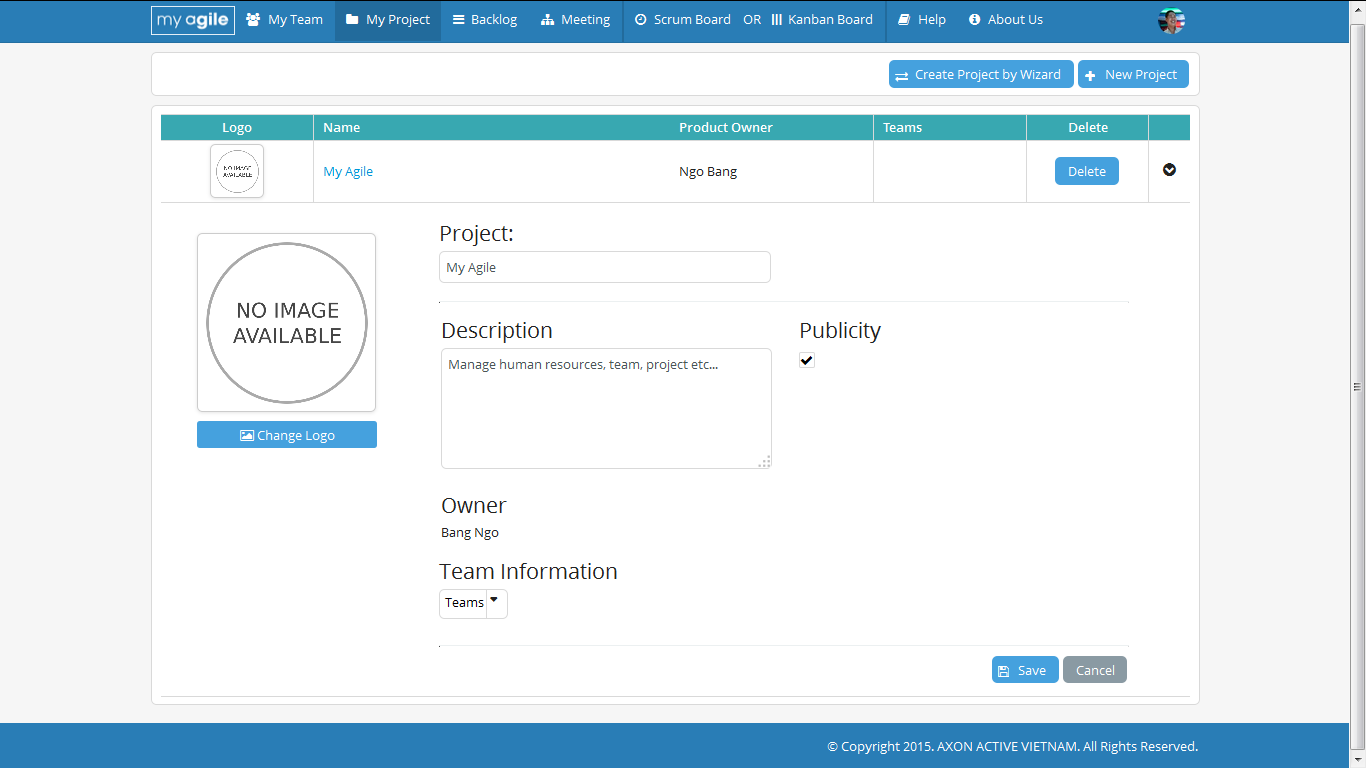 my agile My Team My Project Backlog Meeting Scrum Board OR Kanban Board Help About Us
Create Project by Wizard New Project
Logo Name Product Owner Teams Delete
NO IMAGE
AVAILABLE
My Agile Ngo Bang Delete
Project:
My Agile
NO IMAGE
AVAILABLE
Change Logo
Description Publicity
Manage human resources, team, project etc...
Owner
Bang Ngo
Team Information
Teams
Save Cancel
© Copyright 2015. AXON ACTIVE VIETNAM. All Rights Reserved.